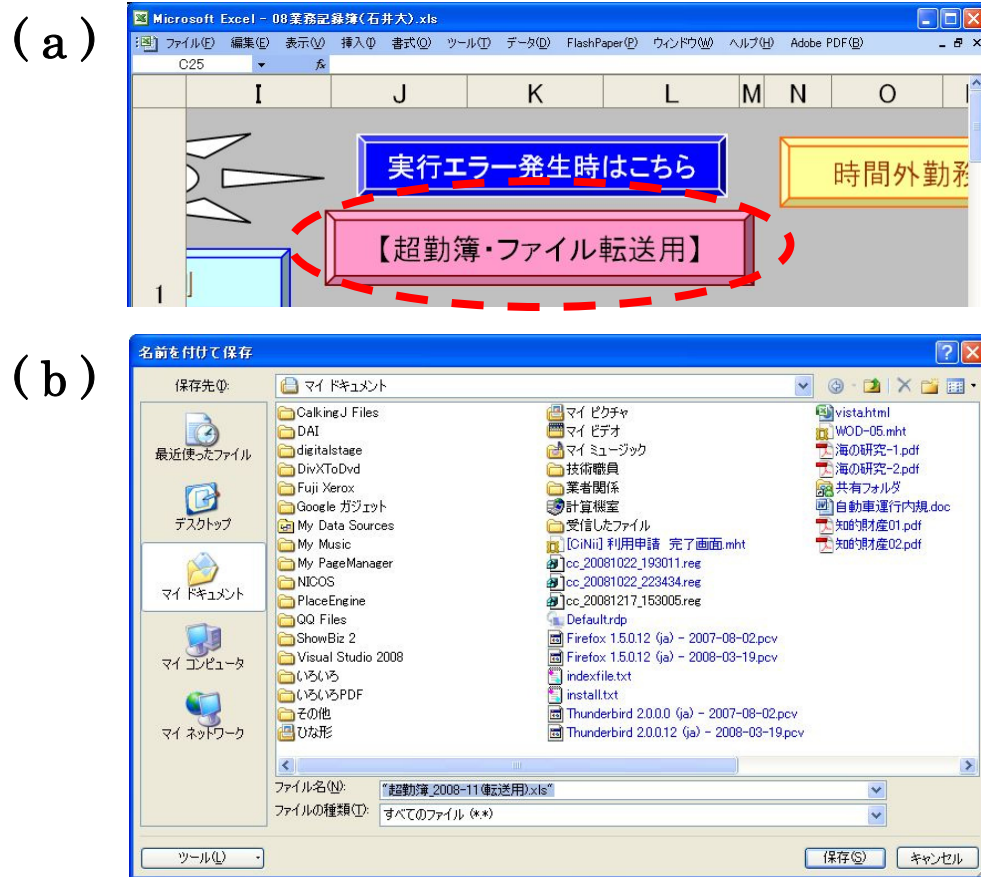 (a)
Microsoft Excel - 08業務記録簿(石井大).xls
ファイル(F) 編集(E) 表示(V) 挿入(I) 書式(O) ツール(T) データ(D) FlashPaper(P) ウィンドウ(W) ヘルプ(H) Adobe PDF(B)
C25 fx
I J K L M N O
実行エラー発生時はこちら
時間外勤務
【超勤簿・ファイル転送用】
」
1
(b)
名前を付けて保存
保存先(I): マイ ドキュメント
最近使ったファイル
デスクトップ
マイ ドキュメント
マイ コンピュータ
マイ ネットワーク
CalkingJ Files
DAI
digitalstage
DivXToDvd
Fuji Xerox
Google ガジェット
My Data Sources
My Music
My PageManager
NICOS
PlaceEngine
QQ Files
ShowBiz 2
Visual Studio 2008
いろいろ
いろいろPDF
その他
ひな形
マイ ピクチャ
マイ ビデオ
マイ ミュージック
技術職員
業者関係
計算機室
受信したファイル
[CiNii] 利用申請 完了画面.mht
cc_20081022_193011.reg
cc_20081022_223434.reg
cc_20081217_153005.reg
Default.rdp
Firefox 1.5.0.12 (ja) - 2007-08-02.pcv
Firefox 1.5.0.12 (ja) - 2008-03-19.pcv
indexfile.txt
install.txt
Thunderbird 2.0.0.0 (ja) - 2007-08-02.pcv
Thunderbird 2.0.0.12 (ja) - 2008-03-19.pcv
vista.html
WOD-05.mht
海の研究-1.pdf
海の研究-2.pdf
共有フォルダ
自動車運行内規.doc
知的財産01.pdf
知的財産02.pdf
ファイル名(N): "超勤簿_2008-11(転送用).xls"
ファイルの種類(T): すべてのファイル (*.*)
ツール(L) 保存(S) キャンセル